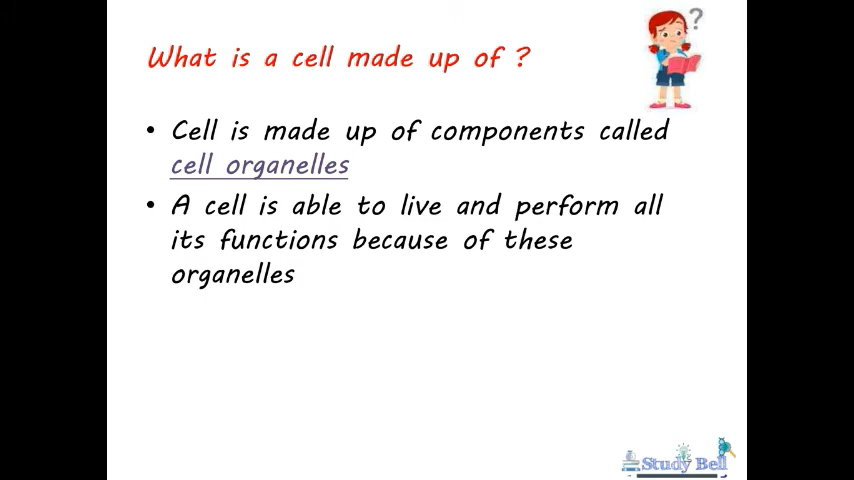 What is a cell made up of ?
?
• Cell is made up of components called
cell organelles
• A cell is able to live and perform all
its functions because of these
organelles
Study Bell